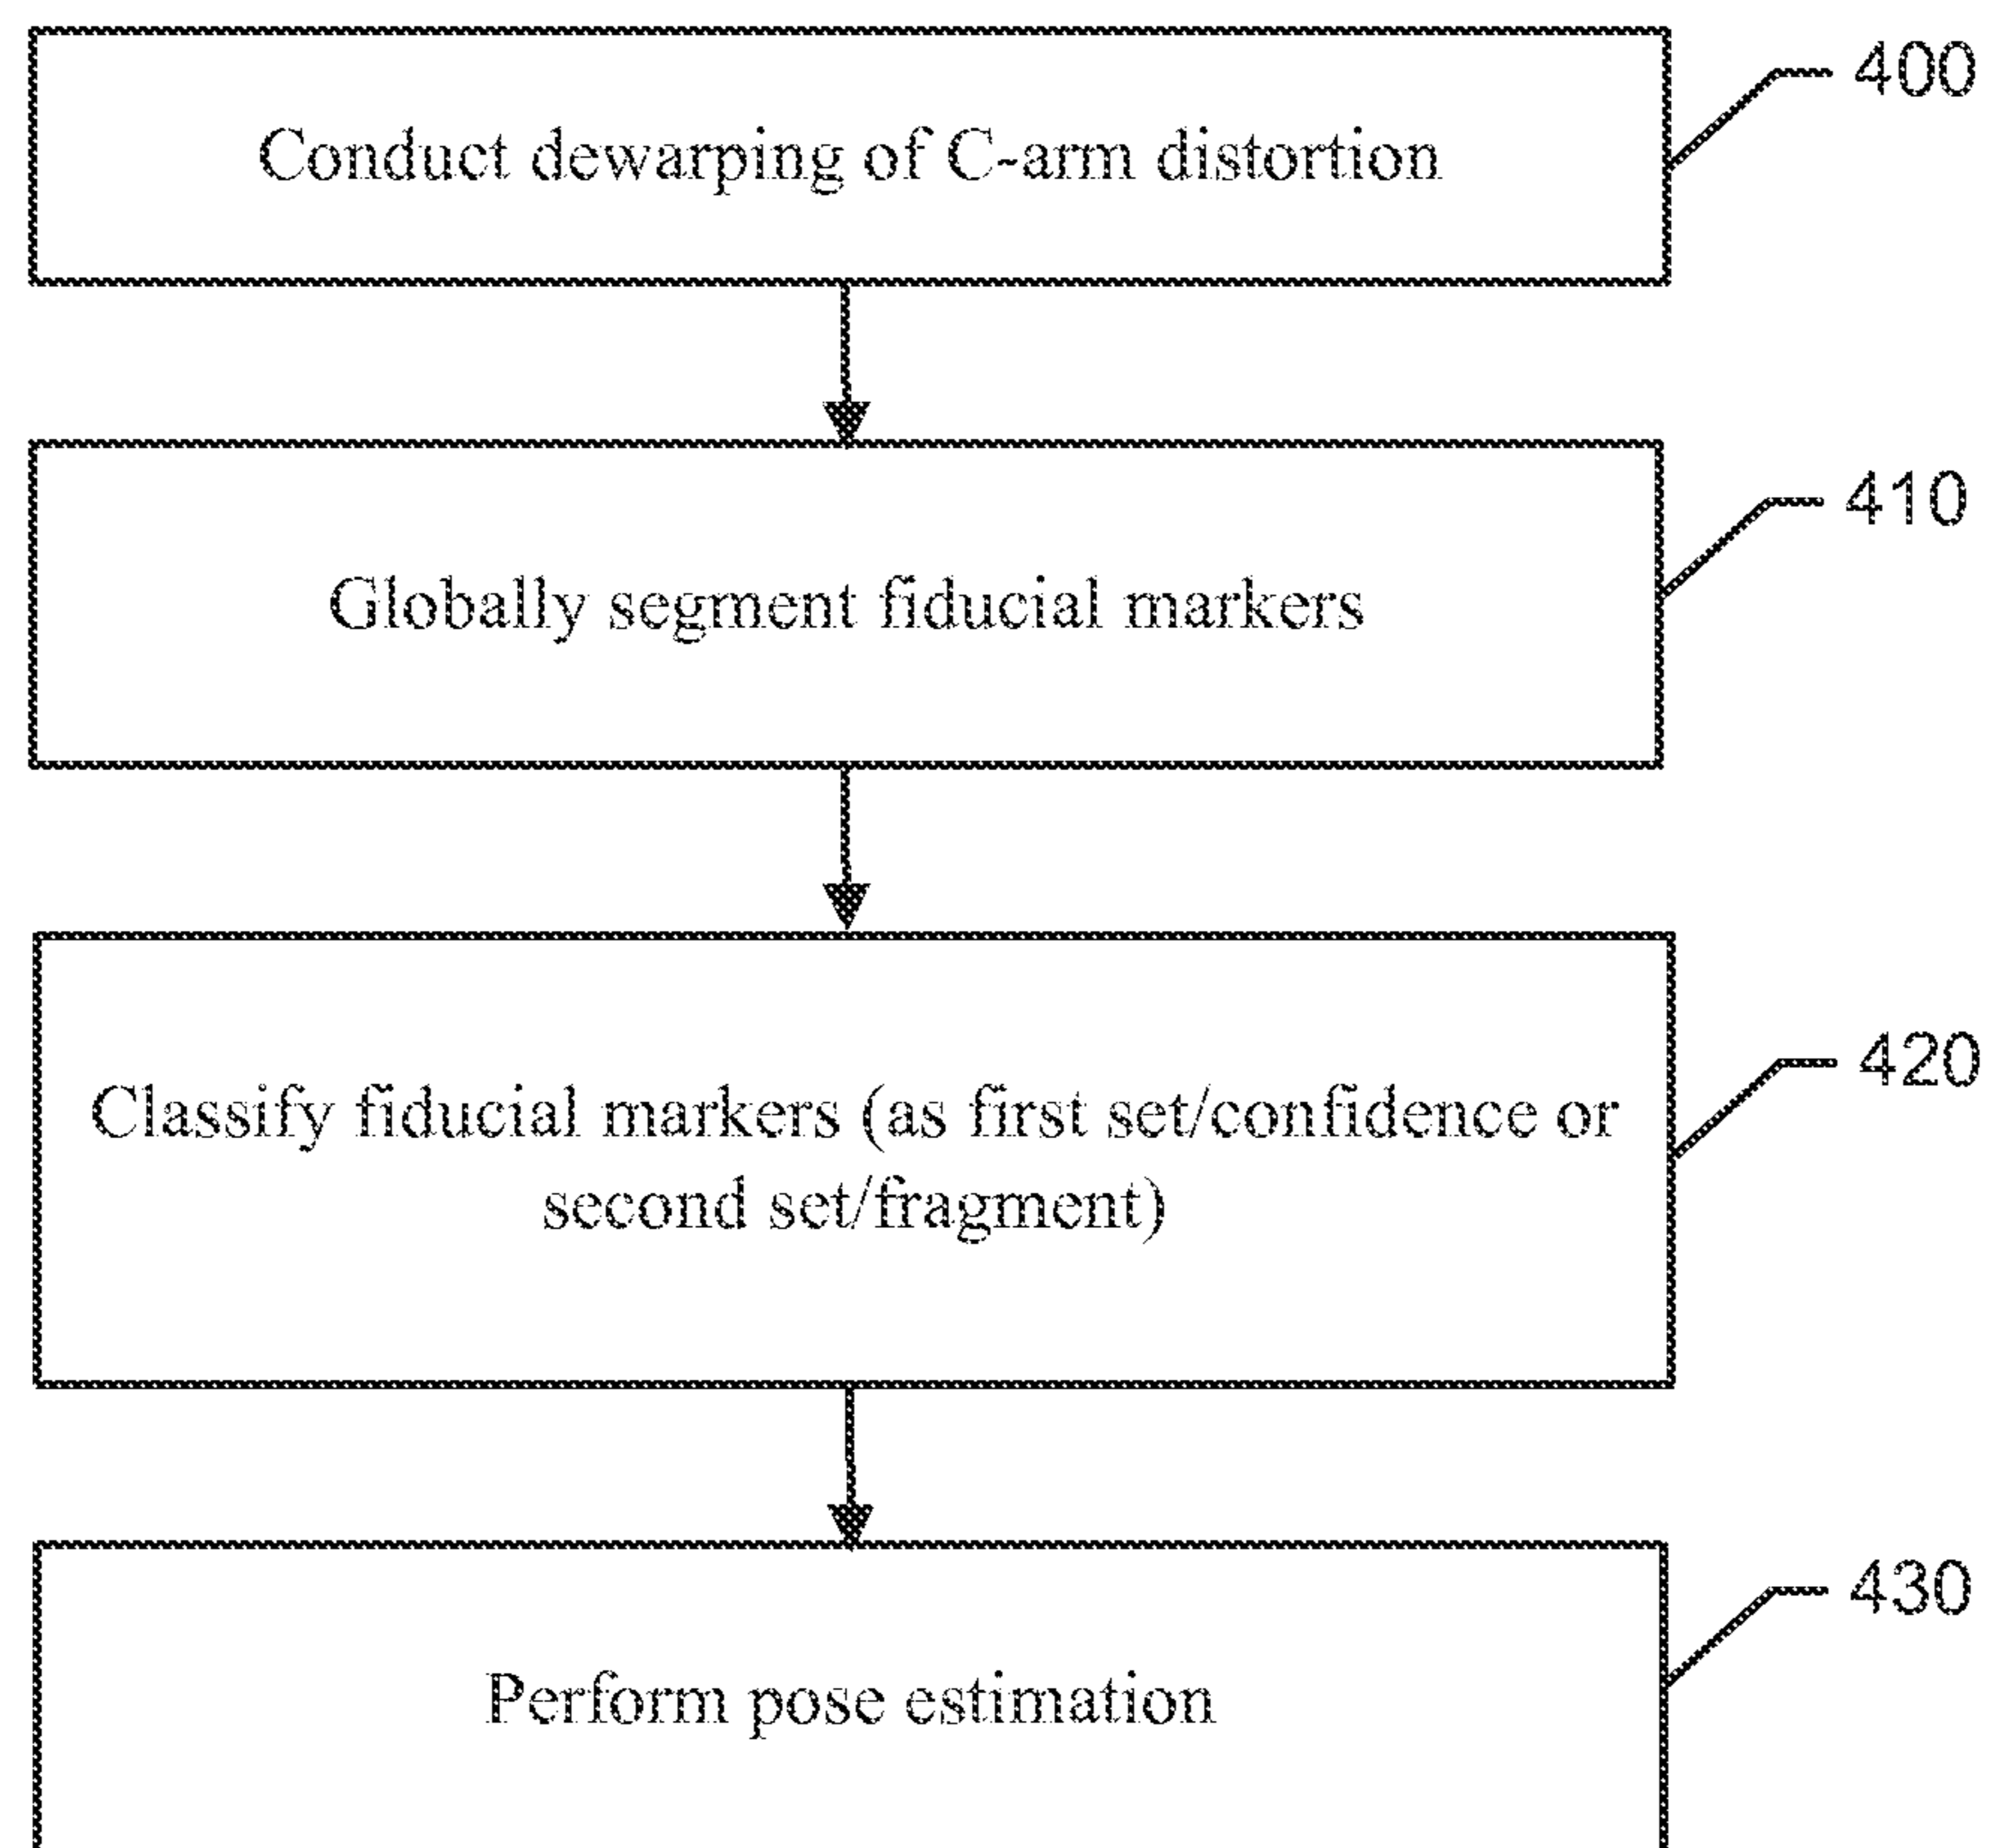 Conduct dewarping of C-arm distortion
400
Globally segment fiducial markers
410
Classify fiducial markers (as first set/confidence or
second set/fragment)
420
Perform pose estimation
430